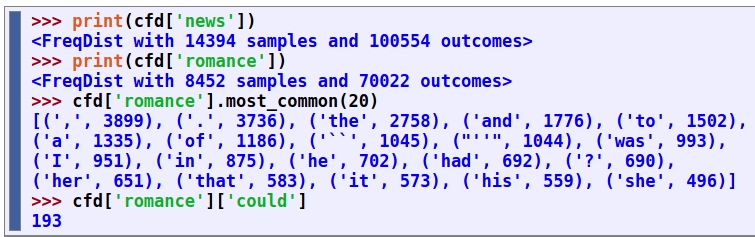 >>> print(cfd['news'])
<FreqDist with 14394 samples and 100554 outcomes>
>>> print(cfd['romance'])
<FreqDist with 8452 samples and 70022 outcomes>
>>> cfd['romance'].most_common(20)
[(',', 3899), ('.', 3736), ('the', 2758), ('and', 1776), ('to', 1502),
('a', 1335), ('of', 1186), ('``', 1045), ("''", 1044), ('was', 993),
('I', 951), ('in', 875), ('he', 702), ('had', 692), ('?', 690),
('her', 651), ('that', 583), ('it', 573), ('his', 559), ('she', 496)]
>>> cfd['romance']['could']
193